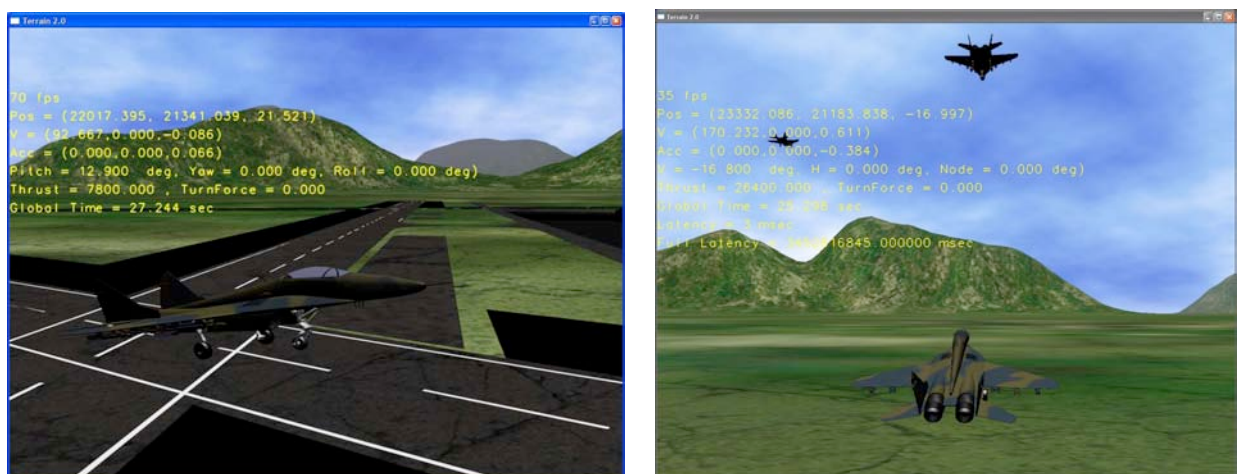 Terrain 2.0
70 fps
Pos = (22017.395, 21341.039, 21.521)
V = (92.667,0.000,-0.086)
Acc = (0.000,0.000,0.066)
Pitch = 12.900 deg, Yaw = 0.000 deg, Roll = 0.000 deg)
Thrust = 7800.000 , TurnForce = 0.000
Global Time = 27.244 sec
Terrain 2.0
35 fps
Pos = (23332.086, 21183.838, -16.997)
V = (170.232,0.000,0.611)
Acc = (0.000,0.000,-0.384)
= -16.800 deg, H = 0.000 deg, Node = 0.000 deg)
Thrust = 26400.000 , TurnForce = 0.000
Global Time = 25.298 sec
Latency = 3 msec
Full Latency = msec